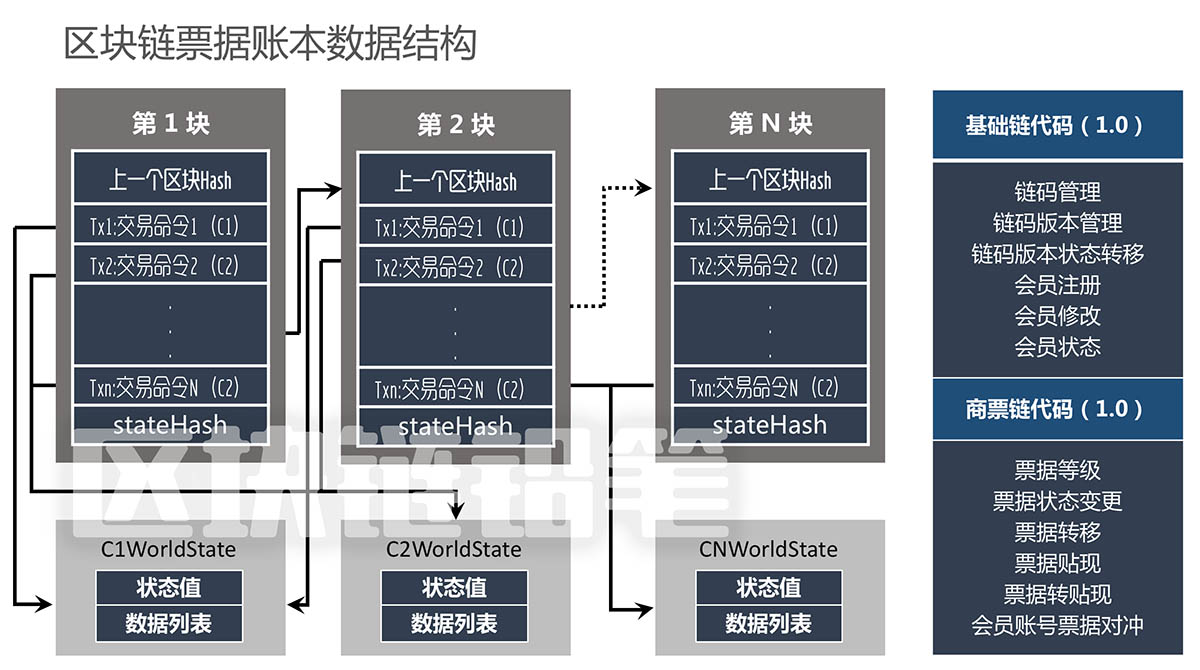 区块链票据账本数据结构
第 1 块
上一个区块Hash
Tx1:交易命令1（C1）
Tx2:交易命令2（C2）
Txn:交易命令N（C2）
stateHash
第 2 块
上一个区块Hash
Tx1:交易命令1（C1）
Tx2:交易命令2（C2）
Txn:交易命令N（C2）
stateHash
第 N 块
上一个区块Hash
Tx1:交易命令1（C1）
Tx2:交易命令2（C2）
Txn:交易命令N（C2）
stateHash
区块链铅笔
C1WorldState
状态值
数据列表
C2WorldState
状态值
数据列表
CNWorldState
状态值
数据列表
基础链代码（1.0）
链码管理
链码版本管理
链码版本状态转移
会员注册
会员修改
会员状态
商票链代码（1.0）
票据等级
票据状态变更
票据转移
票据贴现
票据转贴现
会员账号票据对冲